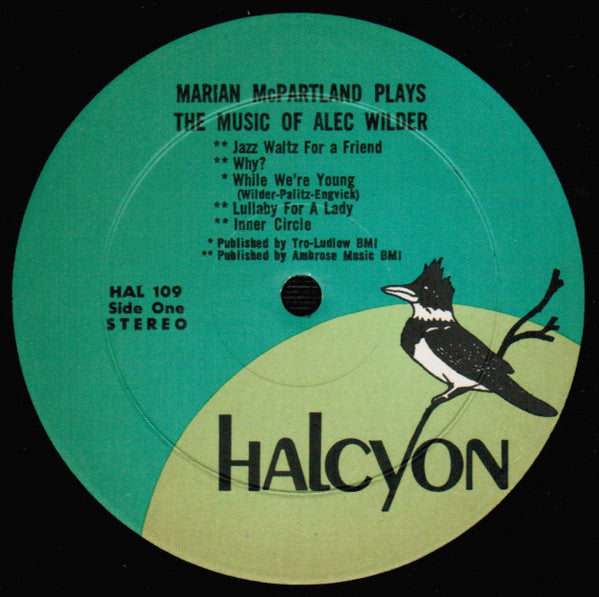 MARIAN McPARTLAND PLAYS
THE MUSIC OF ALEC WILDER
** Jazz Waltz For a Friend
** Why?
* While We're Young
(Wilder-Palitz-Engvick)
** Lullaby For A Lady
** Inner Circle
* Published by Tro-Ludlow BMI
** Published by Ambrose Music BMI
HAL 109
Side One
STEREO
HALCYON